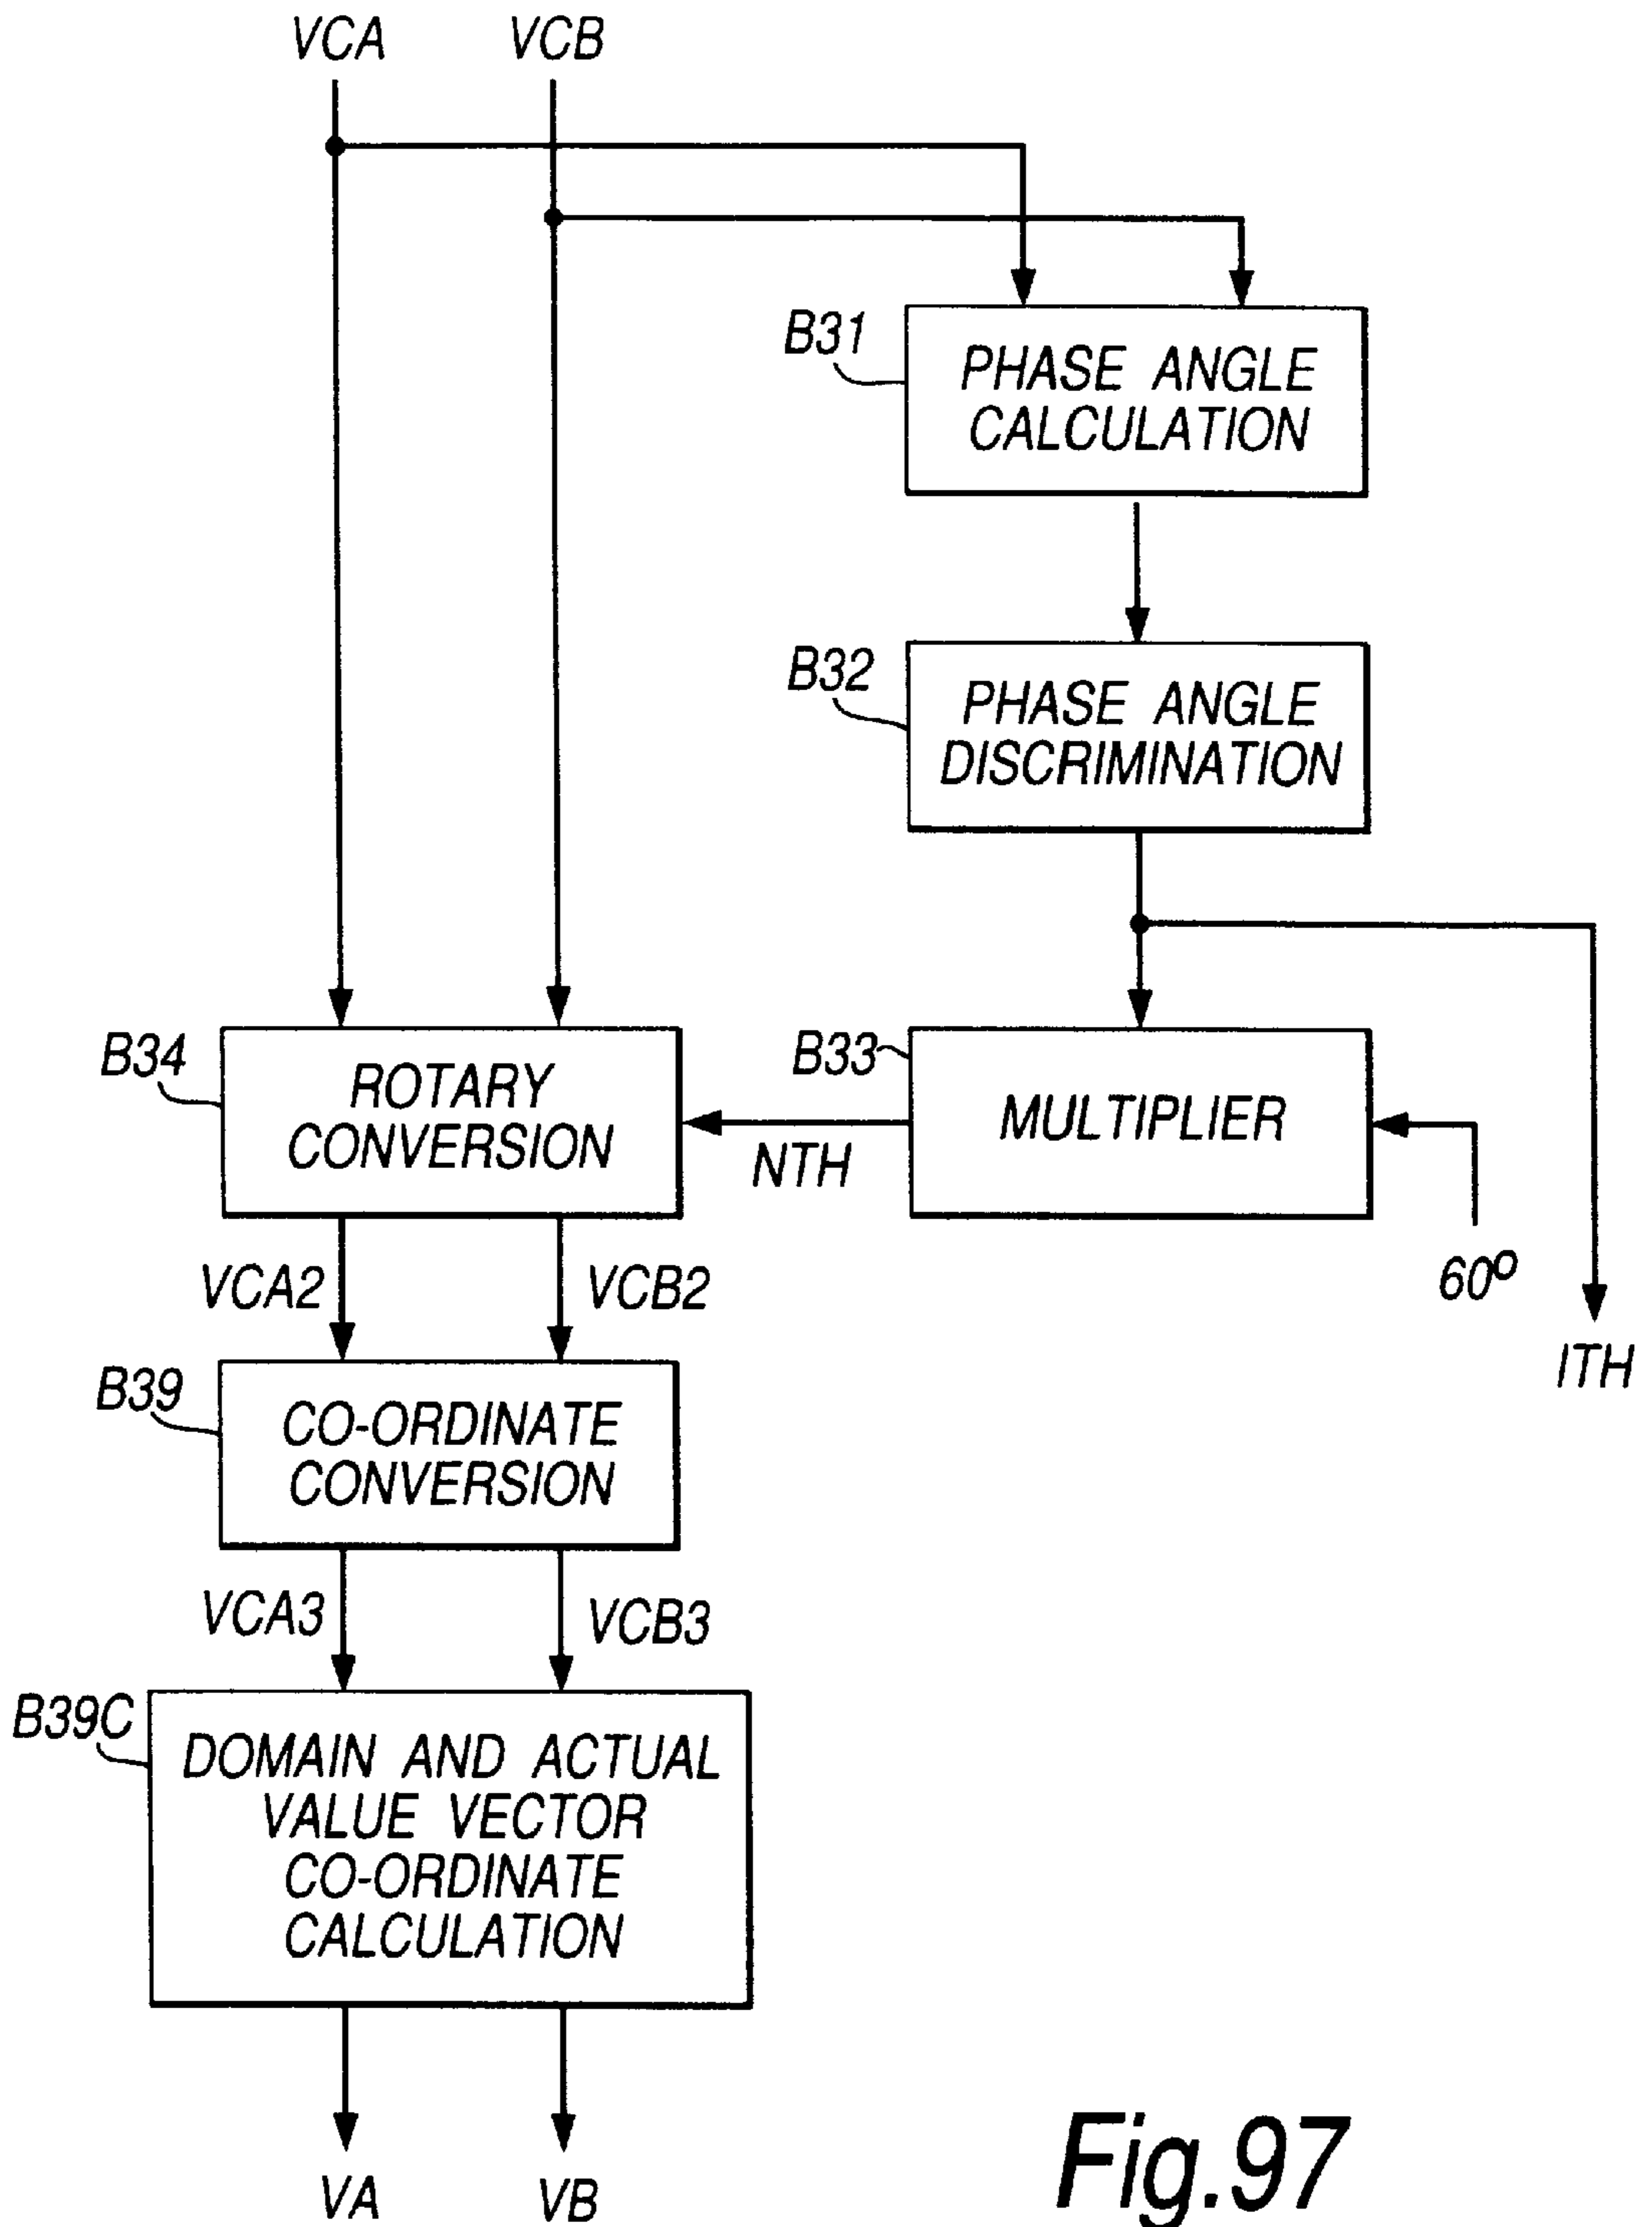 VCA VCB
B31
PHASE ANGLE
CALCULATION
B32
PHASE ANGLE
DISCRIMINATION
B34
ROTARY
CONVERSION
B33
MULTIPLIER
NTH
60º
ITH
VCA2 VCB2
B39
CO-ORDINATE
CONVERSION
VCA3 VCB3
B39C
DOMAIN AND ACTUAL
VALUE VECTOR
CO-ORDINATE
CALCULATION
VA VB
Fig.97